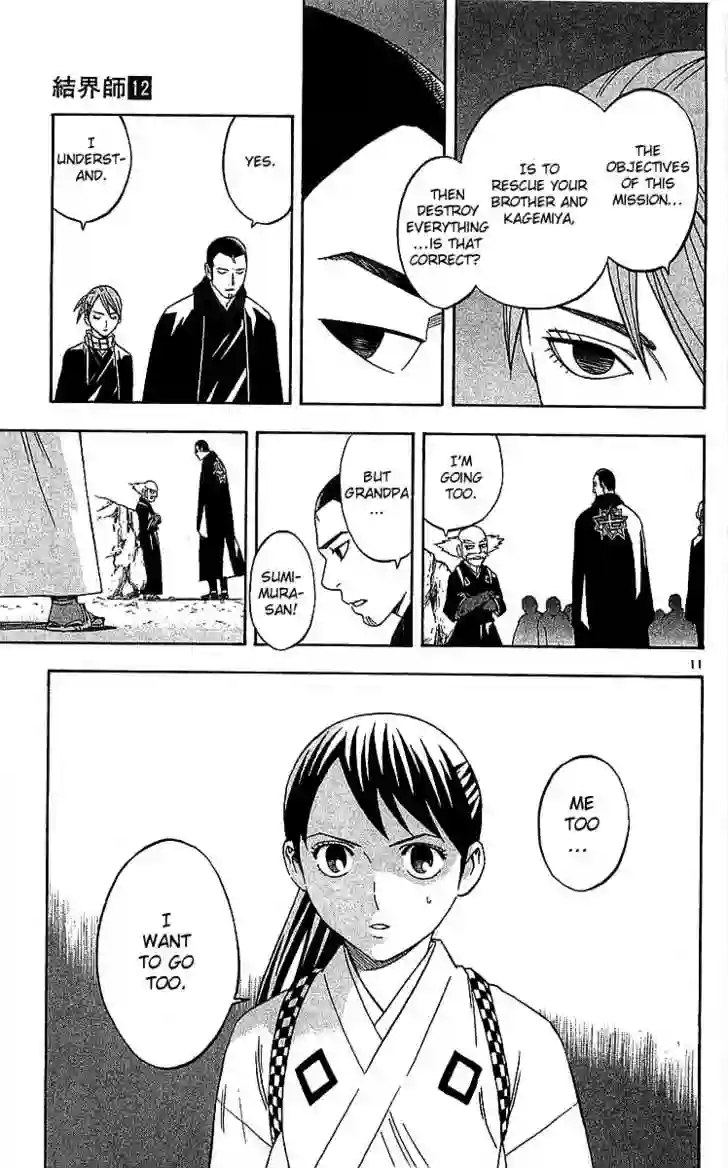 結界師12
THE
OBJECTIVES
OF THIS
MISSION...
IS TO
RESCUE YOUR
BROTHER AND
KAGEMIYA,
THEN
DESTROY
EVERYTHING
...IS THAT
CORRECT?
YES.
I
UNDERST-
AND.
I'M
GOING
TOO.
BUT
GRANDPA
...
SUMI-
MURA-
SAN!
11
ME
TOO
...
I
WANT
TO GO
TOO.